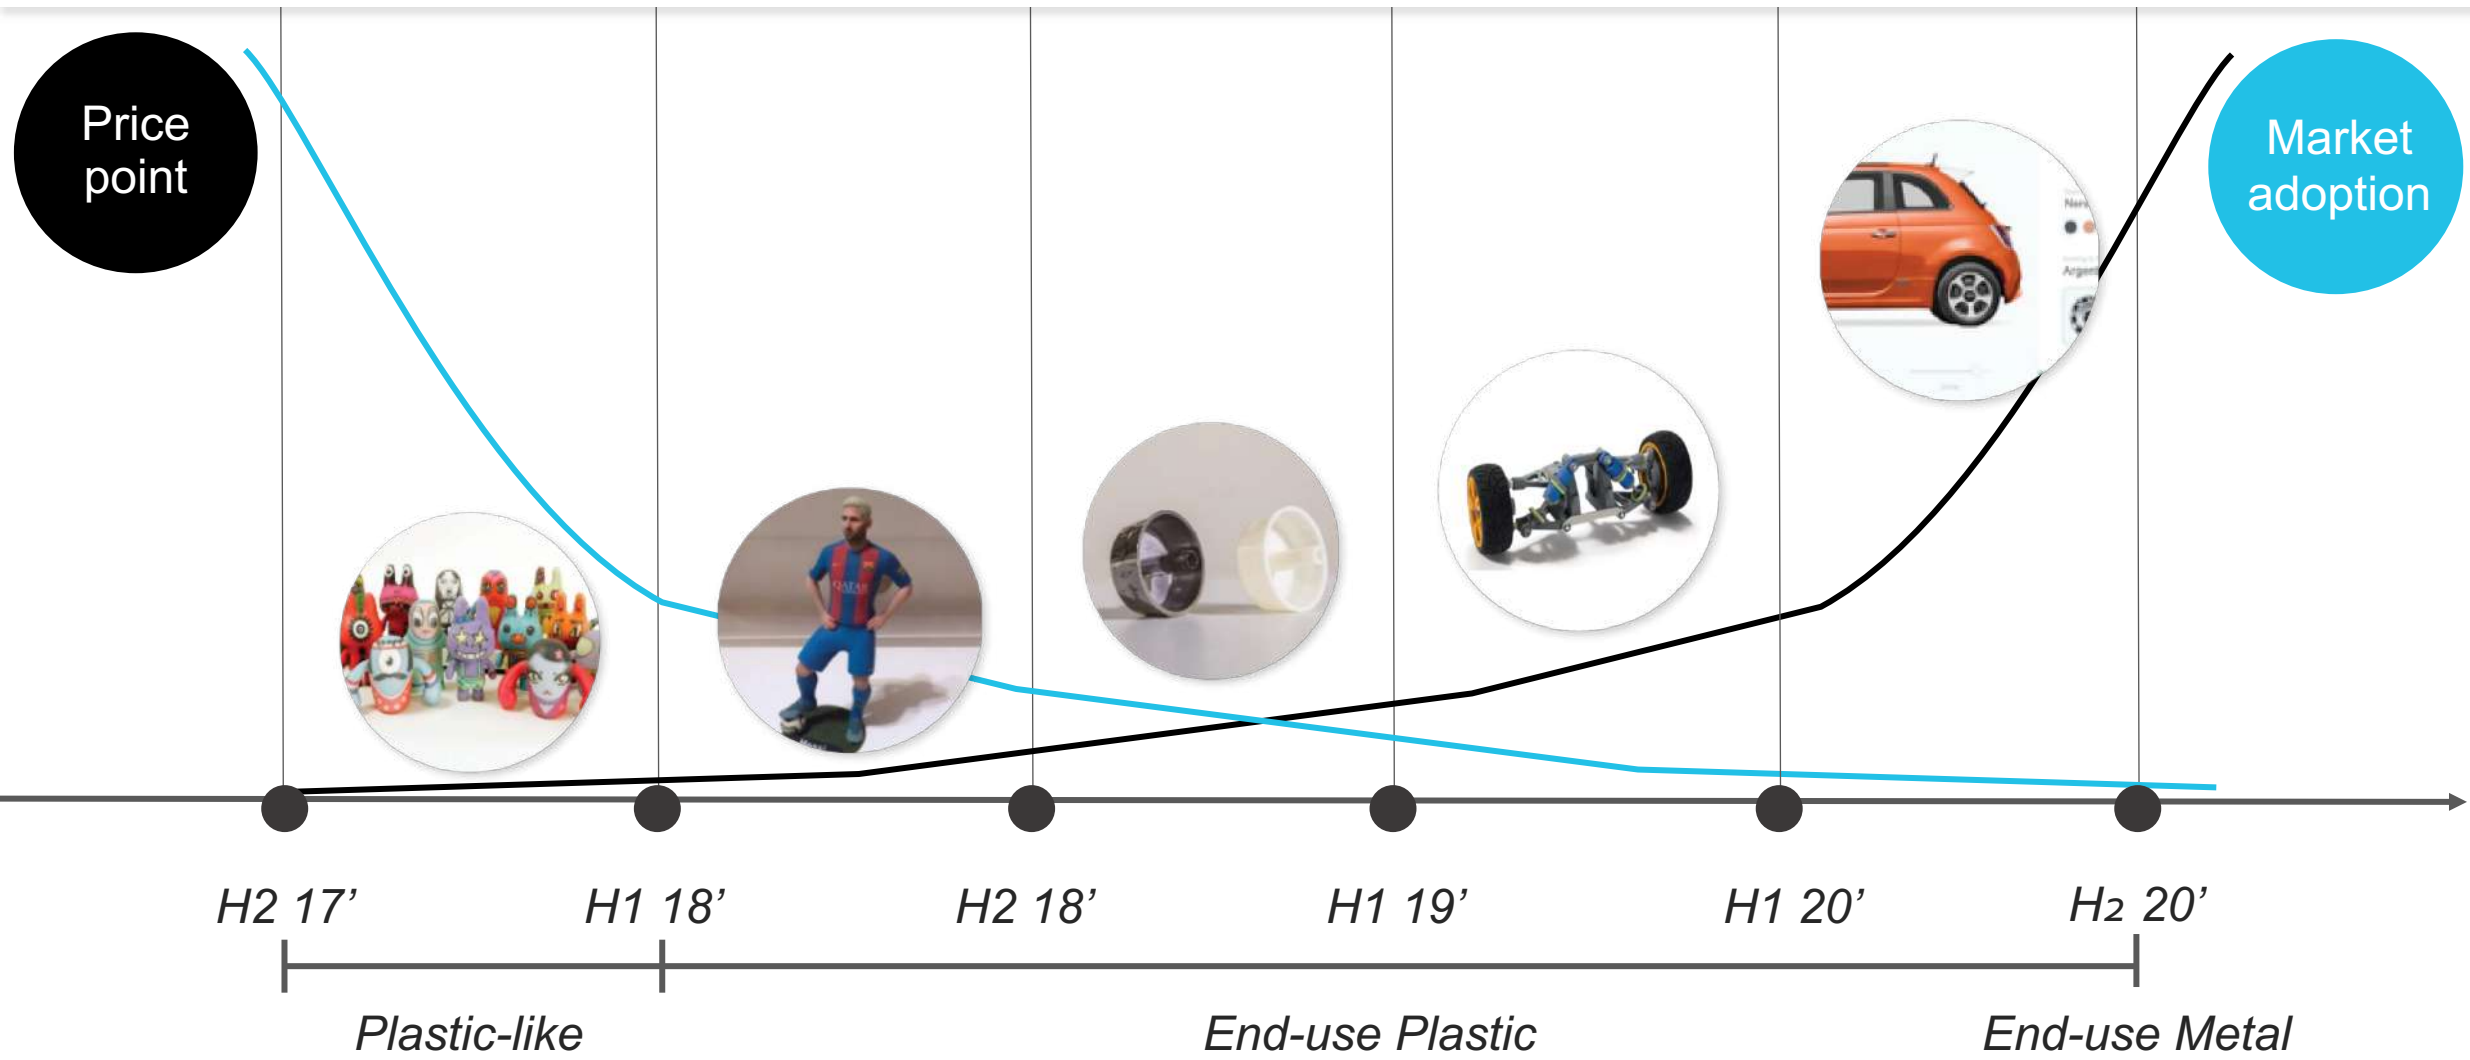 Price
point
Market
adoption
QATAR
H2 17’
H1 18’
H2 18’
H1 19’
H1 20’
H2 20’
Plastic-like
End-use Plastic
End-use Metal